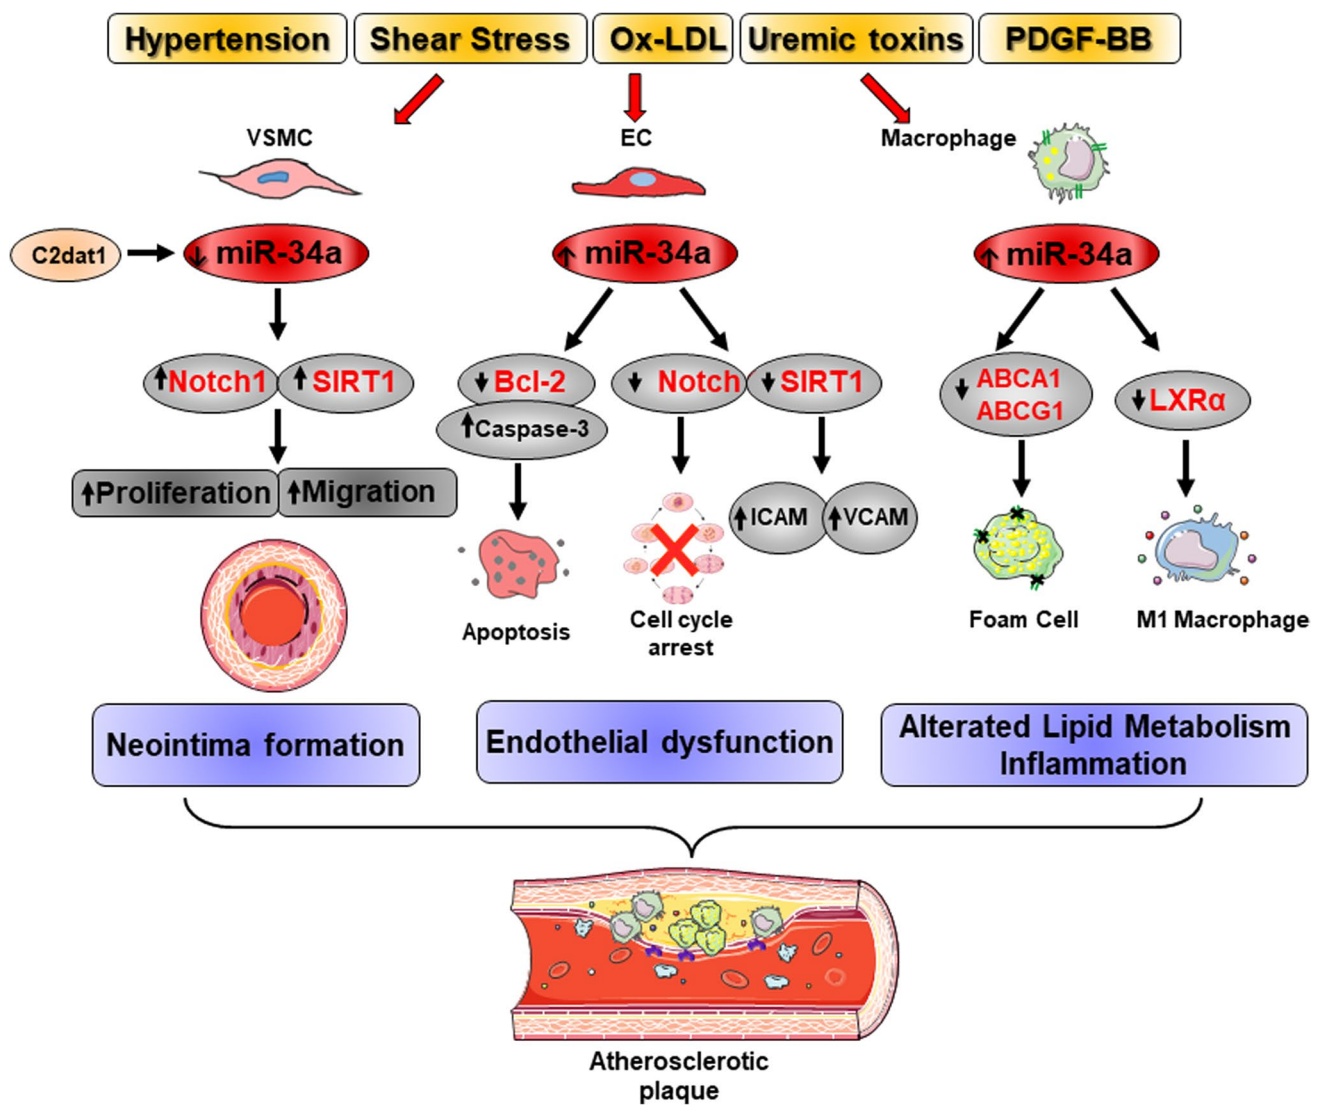 Hypertension
Shear Stress
Ox-LDL
Uremic toxins
PDGF-BB
VSMC
EC
Macrophage
C2dat1
↓ miR-34a
↑ miR-34a
↑ miR-34a
↑Notch1
↑SIRT1
↓Bcl-2
↑Caspase-3
↓ Notch
↓SIRT1
↓ABCA1
ABCG1
↓LXRα
↑Proliferation
↑Migration
↑ICAM
↑VCAM
Apoptosis
Cell cycle
arrest
Foam Cell
M1 Macrophage
Neointima formation
Endothelial dysfunction
Alterated Lipid Metabolism
Inflammation
Atherosclerotic
plaque